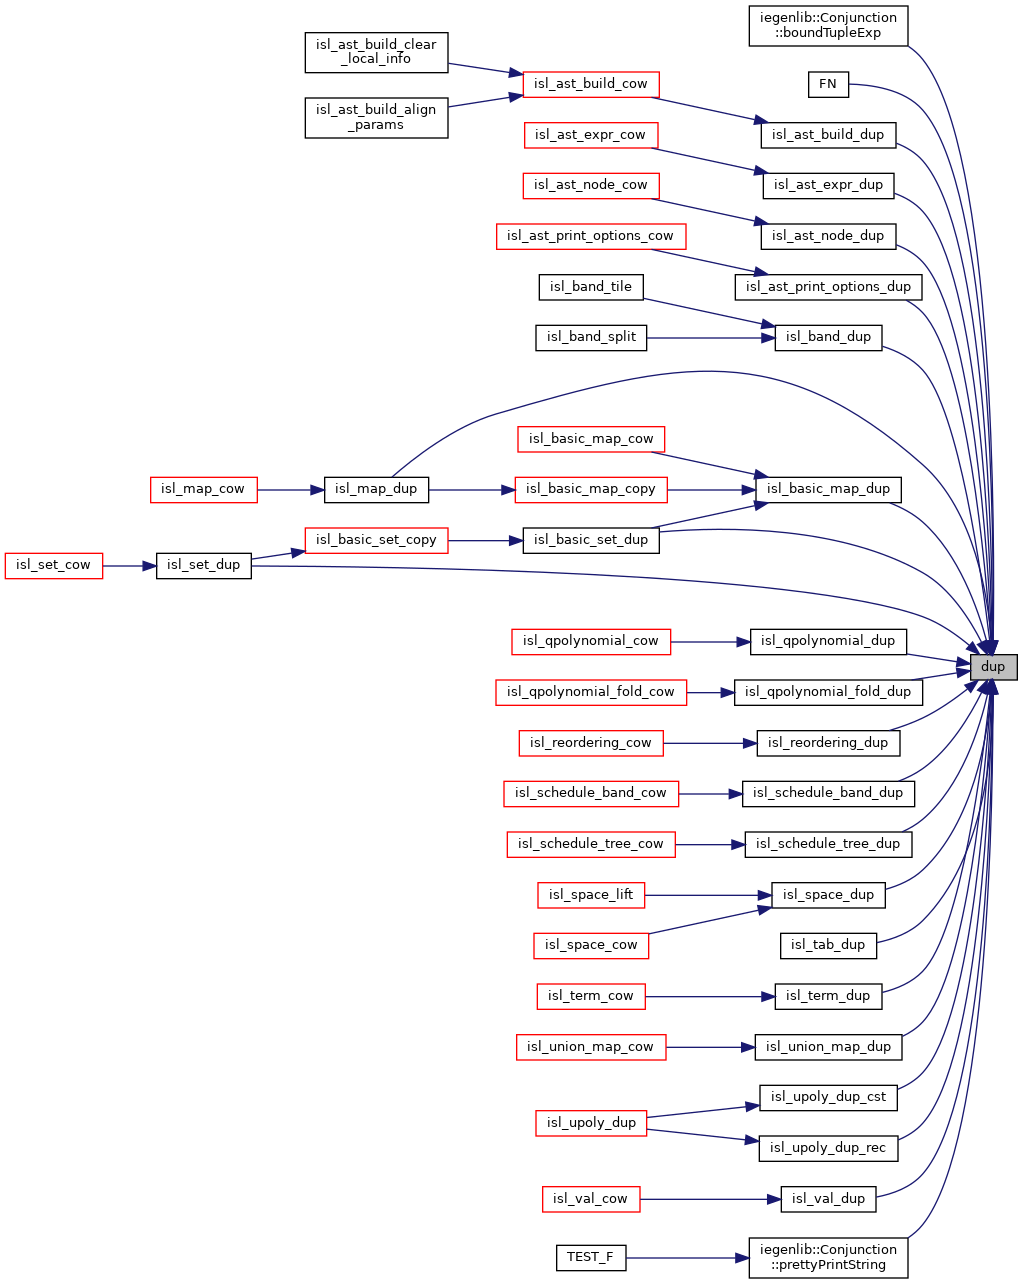 iegenlib::Conjunction
::boundTupleExp
isl_ast_build_clear
_local_info
FN
isl_ast_build_cow
isl_ast_build_align
_params
isl_ast_build_dup
isl_ast_expr_cow
isl_ast_expr_dup
isl_ast_node_cow
isl_ast_node_dup
isl_ast_print_options_cow
isl_ast_print_options_dup
isl_band_tile
isl_band_split
isl_band_dup
isl_basic_map_cow
isl_map_cow
isl_map_dup
isl_basic_map_copy
isl_basic_map_dup
isl_basic_set_copy
isl_basic_set_dup
isl_set_cow
isl_set_dup
isl_qpolynomial_cow
isl_qpolynomial_dup
dup
isl_qpolynomial_fold_cow
isl_qpolynomial_fold_dup
isl_reordering_cow
isl_reordering_dup
isl_schedule_band_cow
isl_schedule_band_dup
isl_schedule_tree_cow
isl_schedule_tree_dup
isl_space_lift
isl_space_dup
isl_space_cow
isl_tab_dup
isl_term_cow
isl_term_dup
isl_union_map_cow
isl_union_map_dup
isl_upoly_dup_cst
isl_upoly_dup
isl_upoly_dup_rec
isl_val_cow
isl_val_dup
TEST_F
iegenlib::Conjunction
::prettyPrintString